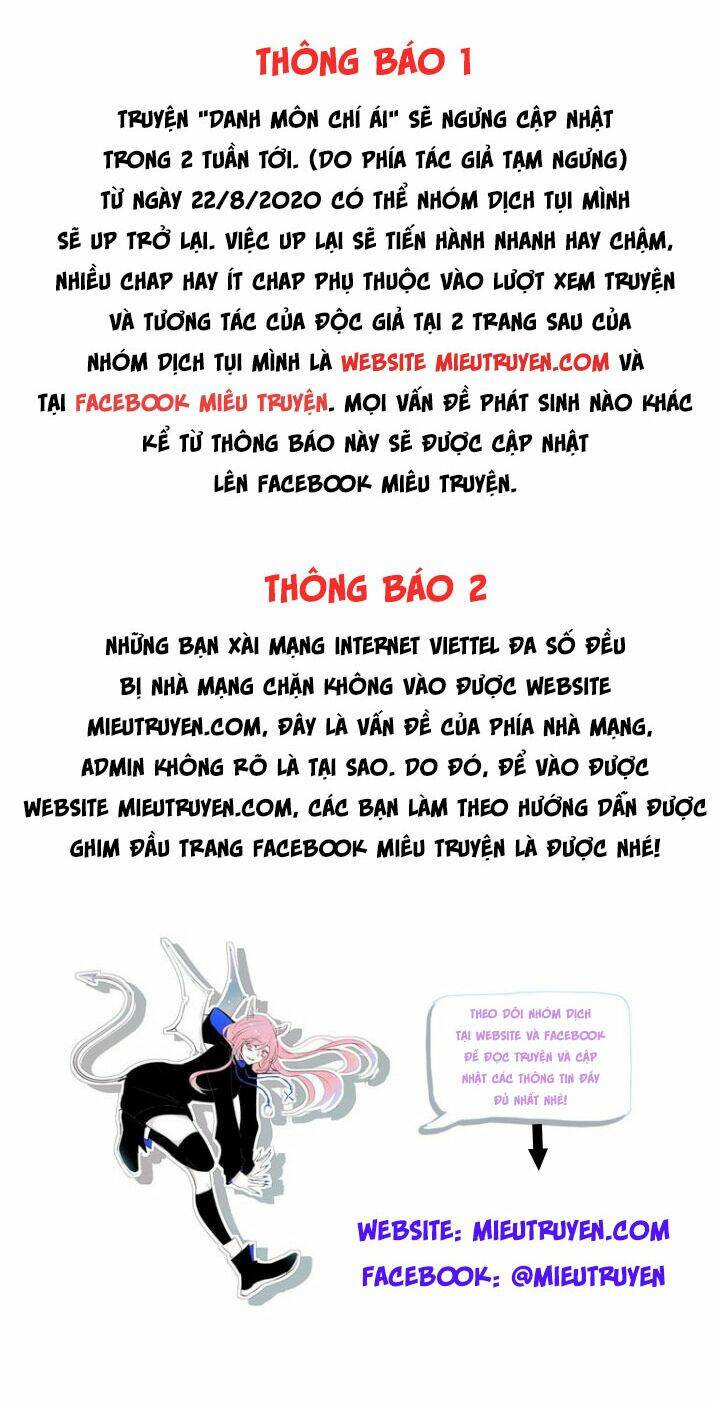 THÔNG BÁO 1
TRUYỆN "DANH MÔN CHÍ ÁI" SẼ NGƯNG CẬP NHẬT
TRONG 2 TUẦN TỚI. (DO PHÍA TÁC GIẢ TẠM NGƯNG)
TỪ NGÀY 22/8/2020 CÓ THỂ NHÓM DỊCH TỤI MÌNH
SẼ UP TRỞ LẠI. VIỆC UP LẠI SẼ TIẾN HÀNH NHANH HAY CHẬM,
NHIỀU CHAP HAY ÍT CHAP PHỤ THUỘC VÀO LƯỢT XEM TRUYỆN
VÀ TƯƠNG TÁC CỦA ĐỘC GIẢ TẠI 2 TRANG SAU CỦA
NHÓM DỊCH TỤI MÌNH LÀ WEBSITE MIEUTRUYEN.COM VÀ
TẠI FACEBOOK MIÊU TRUYỆN. MỌI VẤN ĐỀ PHÁT SINH NÀO KHÁC
KỂ TỪ THÔNG BÁO NÀY SẼ ĐƯỢC CẬP NHẬT
LÊN FACEBOOK MIÊU TRUYỆN.
THÔNG BÁO 2
NHỮNG BẠN XÀI MẠNG INTERNET VIETTEL ĐA SỐ ĐỀU
BỊ NHÀ MẠNG CHẶN KHÔNG VÀO ĐƯỢC WEBSITE
MIEUTRUYEN.COM, ĐÂY LÀ VẤN ĐỀ CỦA PHÍA NHÀ MẠNG,
ADMIN KHÔNG RÕ LÀ TẠI SAO. DO ĐÓ, ĐỂ VÀO ĐƯỢC
WEBSITE MIEUTRUYEN.COM, CÁC BẠN LÀM THEO HƯỚNG DẪN ĐƯỢC
GHIM ĐẦU TRANG FACEBOOK MIÊU TRUYỆN LÀ ĐƯỢC NHÉ!
THEO DÕI NHÓM DỊCH
TẠI WEBSITE VÀ FACEBOOK
ĐỂ ĐỌC TRUYỆN VÀ CẬP
NHẬT CÁC THÔNG TIN ĐẦY
ĐỦ NHẤT NHÉ!
WEBSITE: MIEUTRUYEN.COM
FACEBOOK: @MIEUTRUYEN